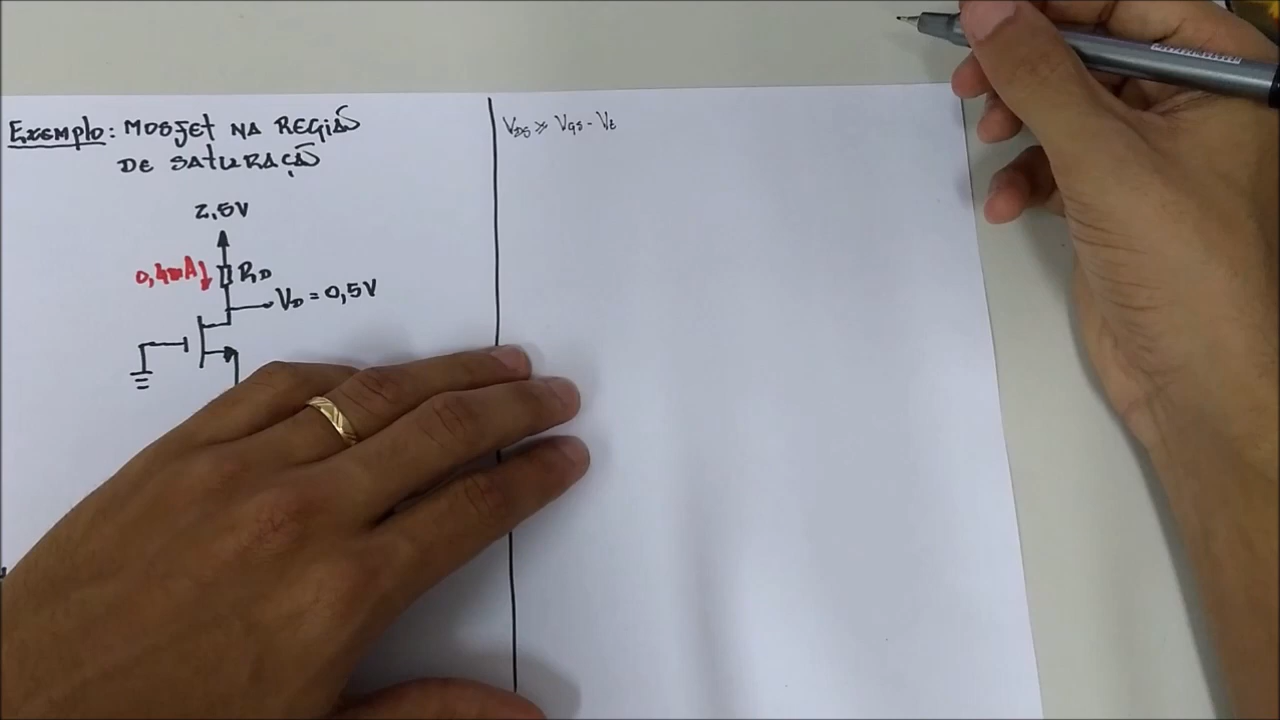 Exemplo: MOSFET NA REGIÃO
DE SATURAÇÃO
2,5V
0,4mA
RD
VD = 0,5V
VDS ≥ VGS - Vt